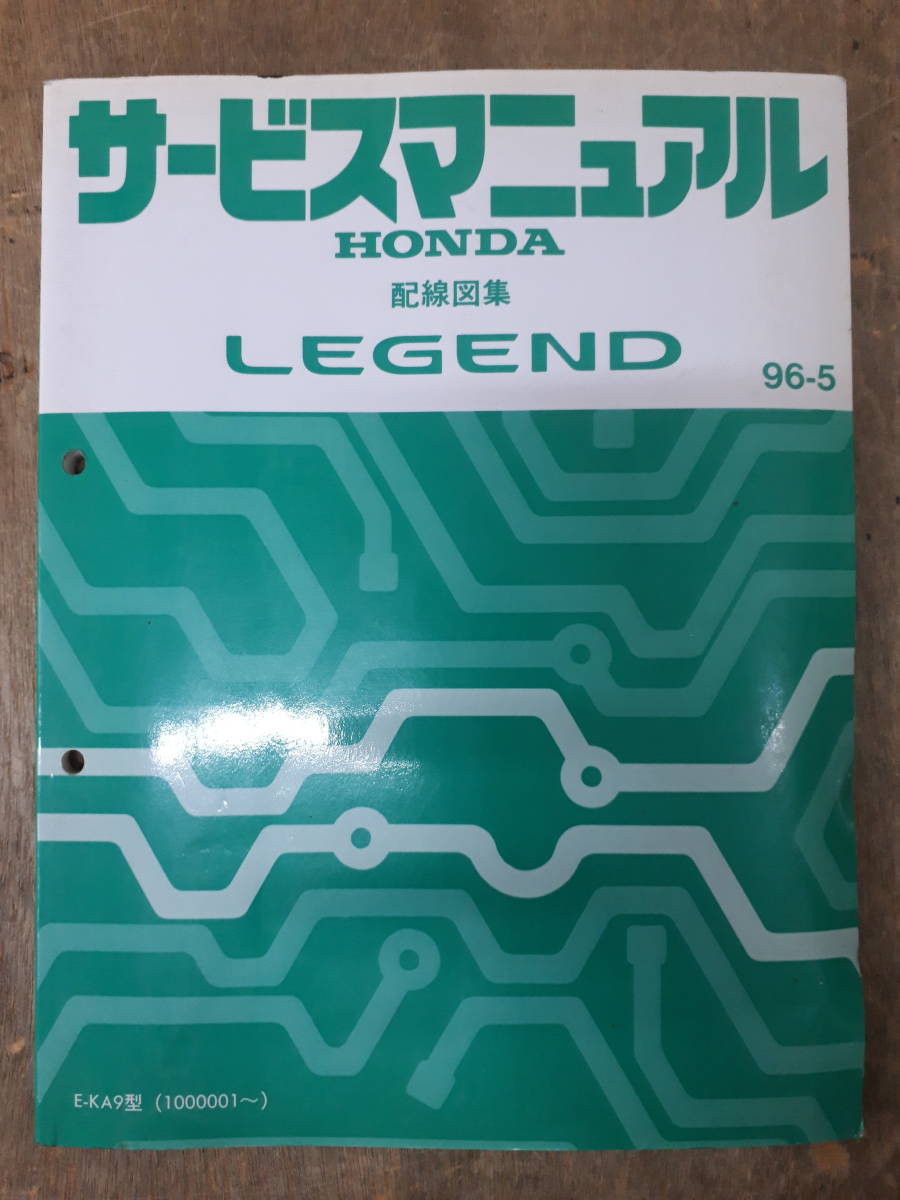 サービスマニュアル
HONDA
配線図集
LEGEND
96-5
E-KA9型 (1000001～)